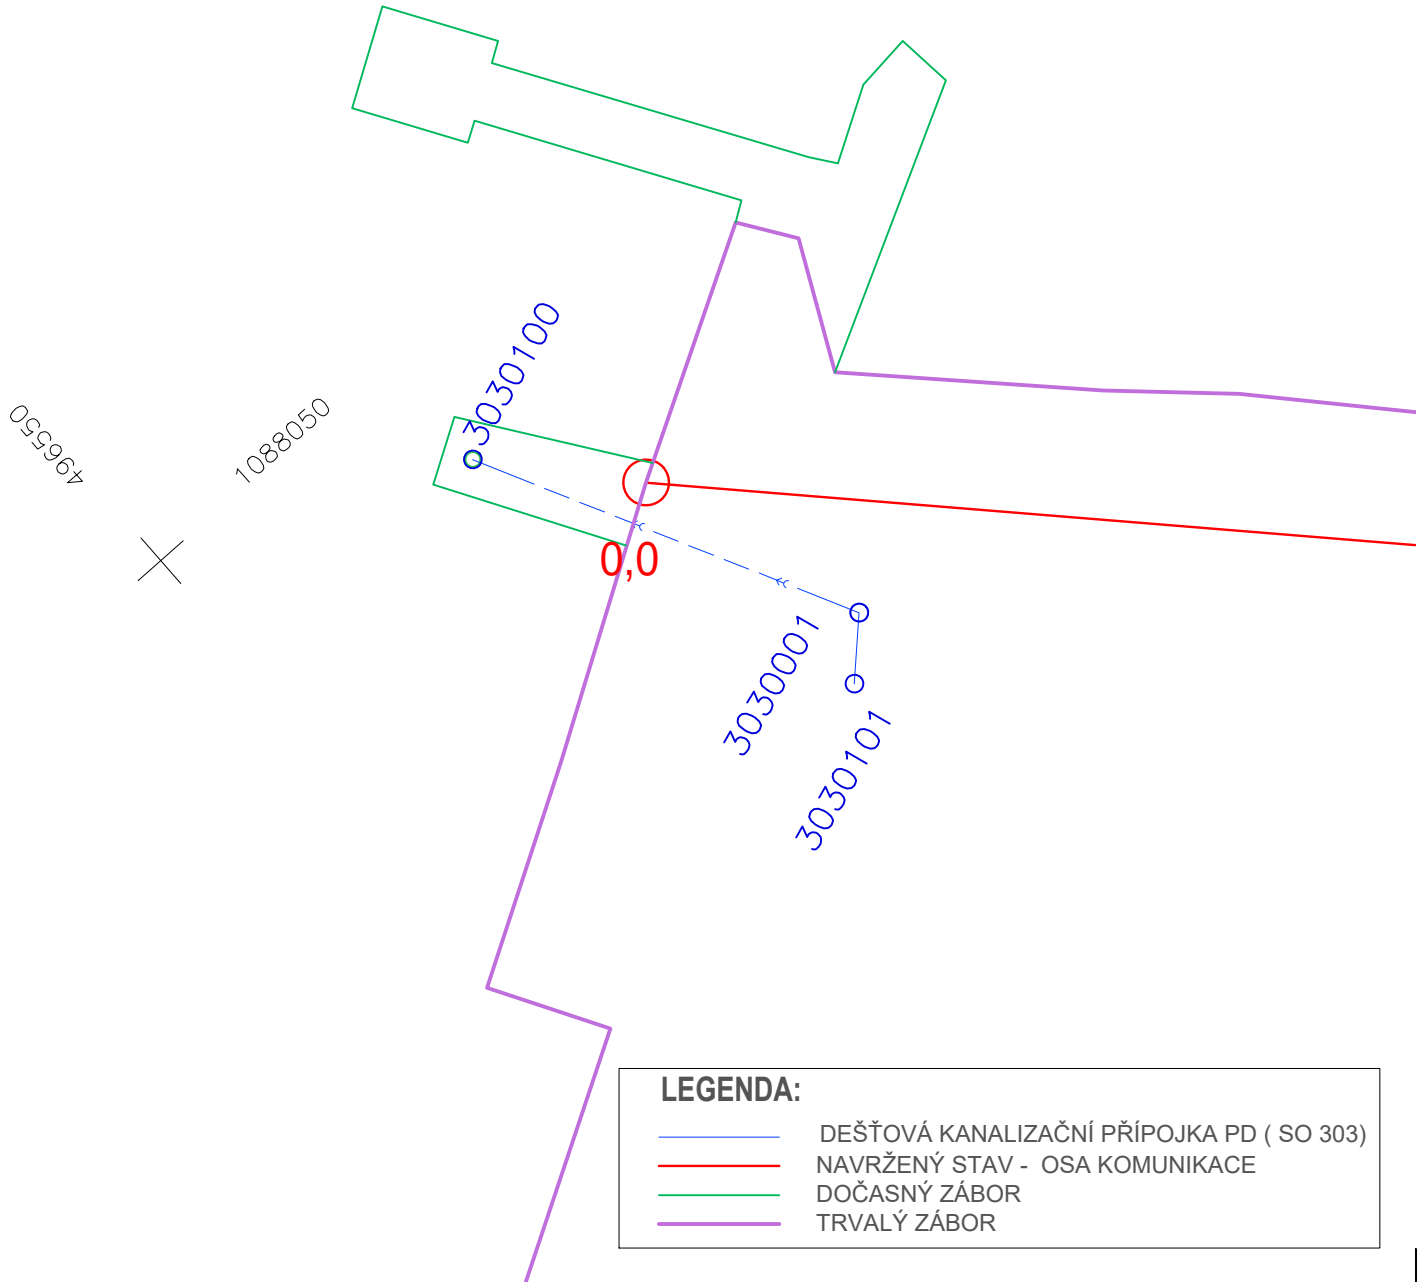 3030100
496550
1088050
0,0
3030001
3030101
LEGENDA:
DEŠŤOVÁ KANALIZAČNÍ PŘÍPOJKA PD ( SO 303)
NAVRŽENÝ STAV - OSA KOMUNIKACE
DOČASNÝ ZÁBOR
TRVALÝ ZÁBOR